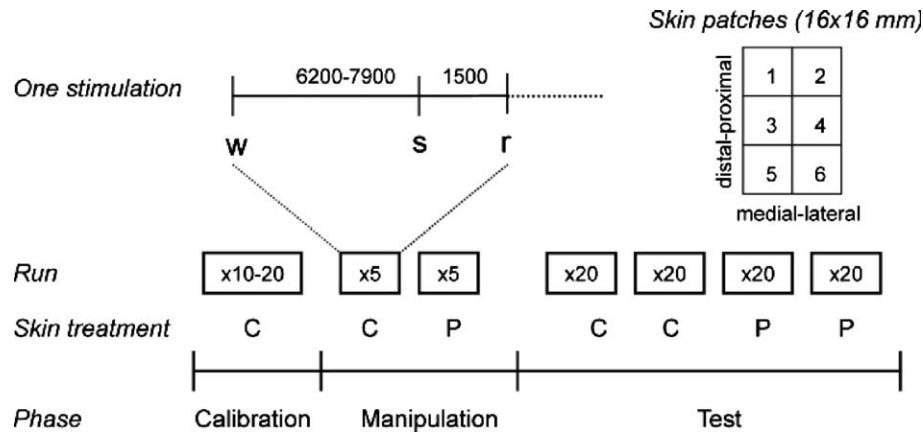 Skin patches (16x16 mm)
One stimulation
6200-7900 1500
w s r
distal-proximal
1 2
3 4
5 6
medial-lateral
Run x10-20 x5 x5 x20 x20 x20 x20
Skin treatment C C P C C P P
Phase Calibration Manipulation Test